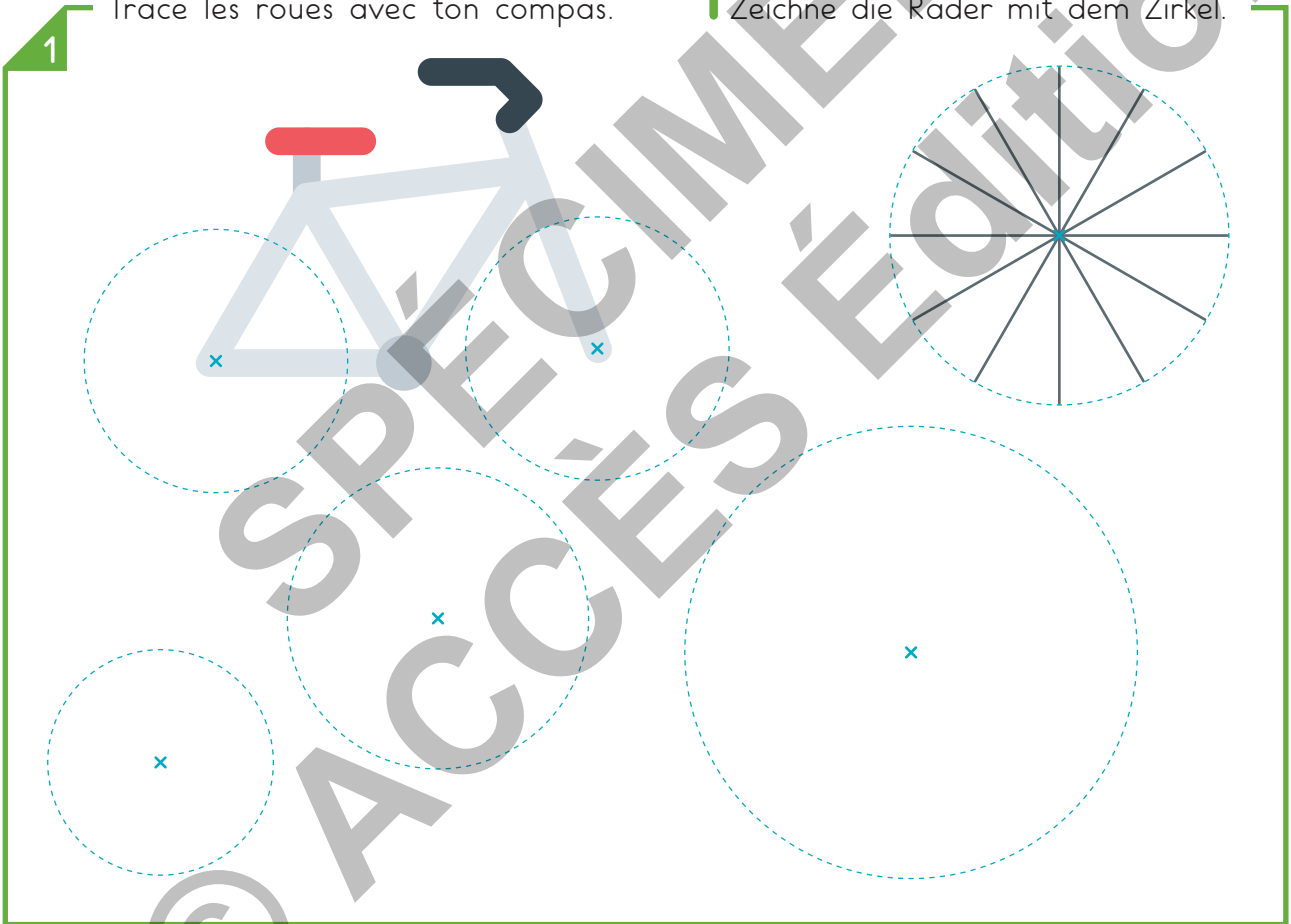 Trace les roues avec ton compas.
Zeichne die Räder mit dem Zirkel.
1
SPÉCIMEN
© ACCÈS Éditio